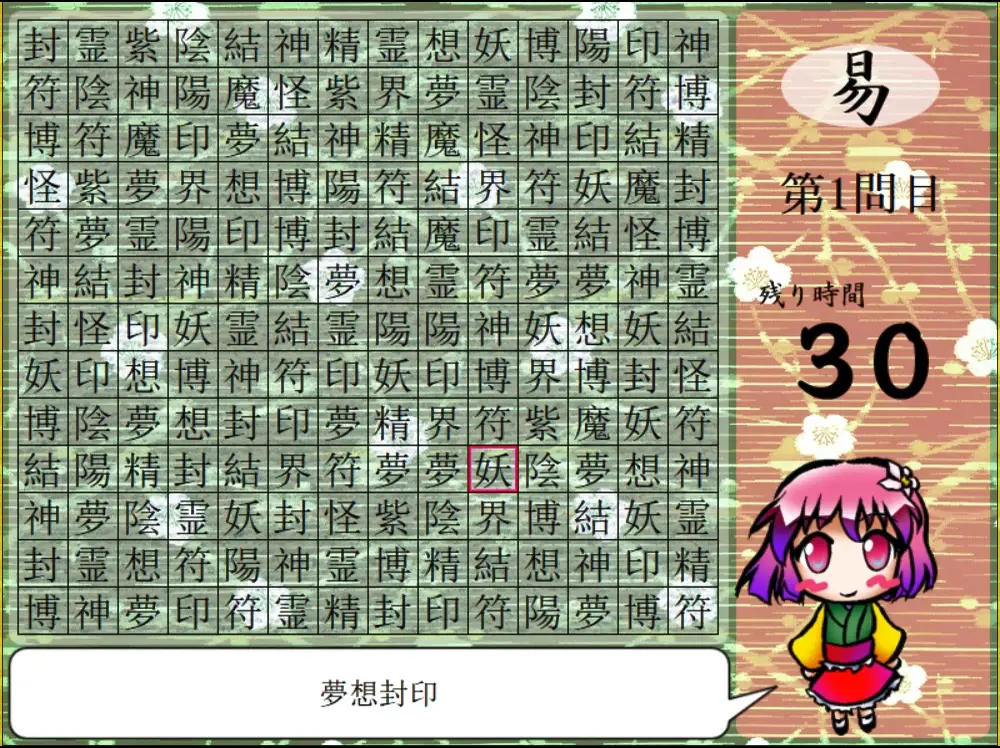 封霊紫陰結神精霊想妖博陽印神
符陰神陽魔怪紫界夢霊陰封符博
博符魔印夢結神精魔怪神印結精
怪紫夢界想博陽符結界符妖魔封
符夢霊陽印博封結魔印霊結怪博
神結封神精陰夢想霊符夢夢神霊
封怪印妖霊結霊陽陽神妖想妖結
妖印想博神符印妖印博界博封怪
博陰夢想封印夢精界符紫魔妖符
結陽精封結界符夢夢妖陰夢想神
神夢陰霊妖封怪紫陰界博結妖霊
封霊想符陽神霊博精結想神印精
博神夢印符霊精封印符陽夢博符
易
第1問目
残り時間
30
夢想封印